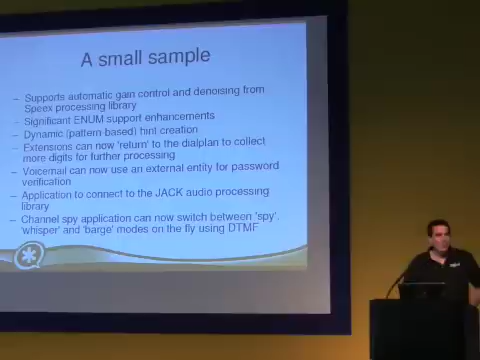 A small sample
– Supports automatic gain control and denoising from
Speex processing library
– Significant ENUM support enhancements
– Dynamic (pattern-based) hint creation
– Extensions can now 'return' to the dialplan to collect
more digits for further processing
– Voicemail can now use an external entity for password
verification
– Application to connect to the JACK audio processing
library
– Channel spy application can now switch between 'spy',
'whisper' and 'barge' modes on the fly using DTMF